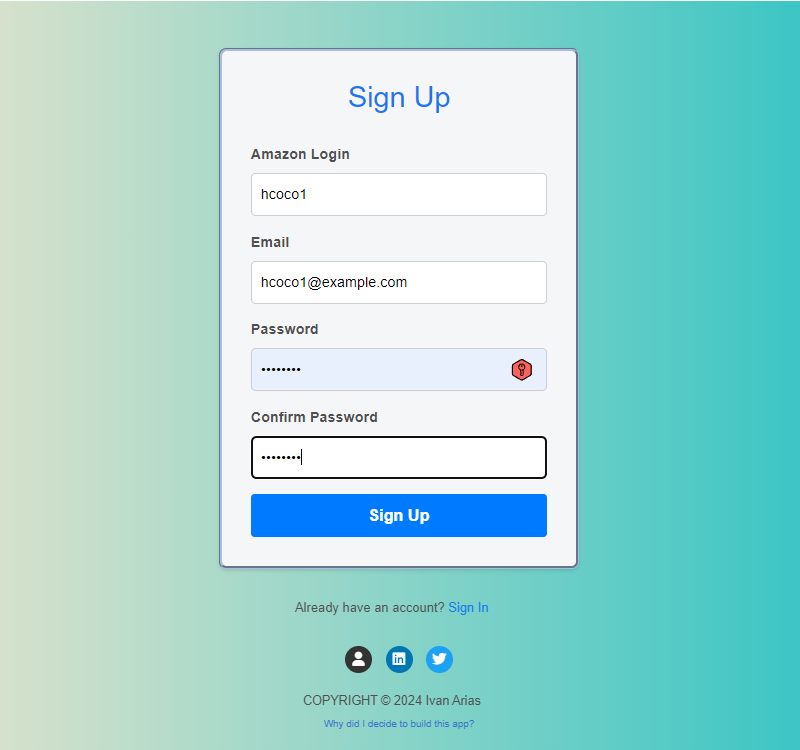 Sign Up
Amazon Login
hcoco1
Email
hcoco1@example.com
Password
••••••••
Confirm Password
••••••••
Sign Up
Already have an account? Sign In
in
COPYRIGHT © 2024 Ivan Arias
Why did I decide to build this app?